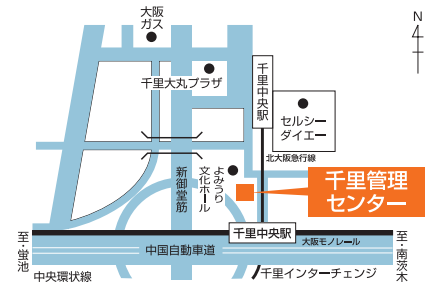 大阪
ガス
N
千里大丸プラザ
千里中央駅
セルシー
ダイエー
北大阪急行線
よみうり
文化ホール
新御堂筋
千里管理
センター
千里中央駅
大阪モノレール
至・蛍池
至・南茨木
中国自動車道
中央環状線
千里インターチェンジ